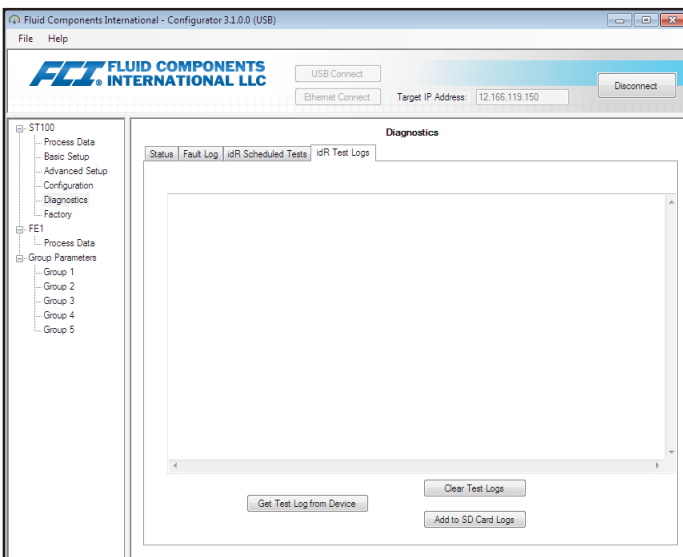 Fluid Components International - Configurator 3.1.0.0 (USB)
File Help
FCI® FLUID COMPONENTS
INTERNATIONAL LLC
USB Connect
Ethernet Connect
Target IP Address: 12.166.119.150
Disconnect
ST100
Process Data
Basic Setup
Advanced Setup
Configuration
Diagnostics
Factory
FE1
Process Data
Group Parameters
Group 1
Group 2
Group 3
Group 4
Group 5
Diagnostics
Status Fault Log idR Scheduled Tests idR Test Logs
Get Test Log from Device
Clear Test Logs
Add to SD Card Logs